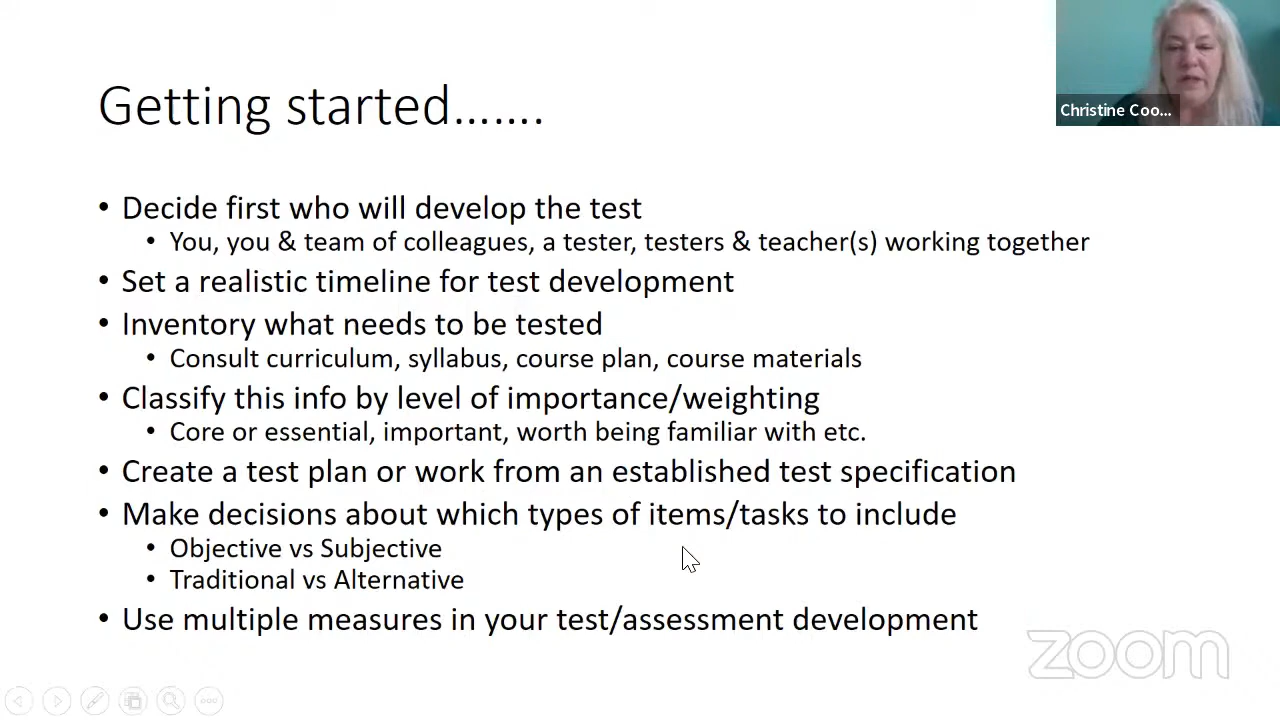 Getting started.......
Christine Coo...
• Decide first who will develop the test
• You, you & team of colleagues, a tester, testers & teacher(s) working together
• Set a realistic timeline for test development
• Inventory what needs to be tested
• Consult curriculum, syllabus, course plan, course materials
• Classify this info by level of importance/weighting
• Core or essential, important, worth being familiar with etc.
• Create a test plan or work from an established test specification
• Make decisions about which types of items/tasks to include
• Objective vs Subjective
• Traditional vs Alternative
• Use multiple measures in your test/assessment development
zoom